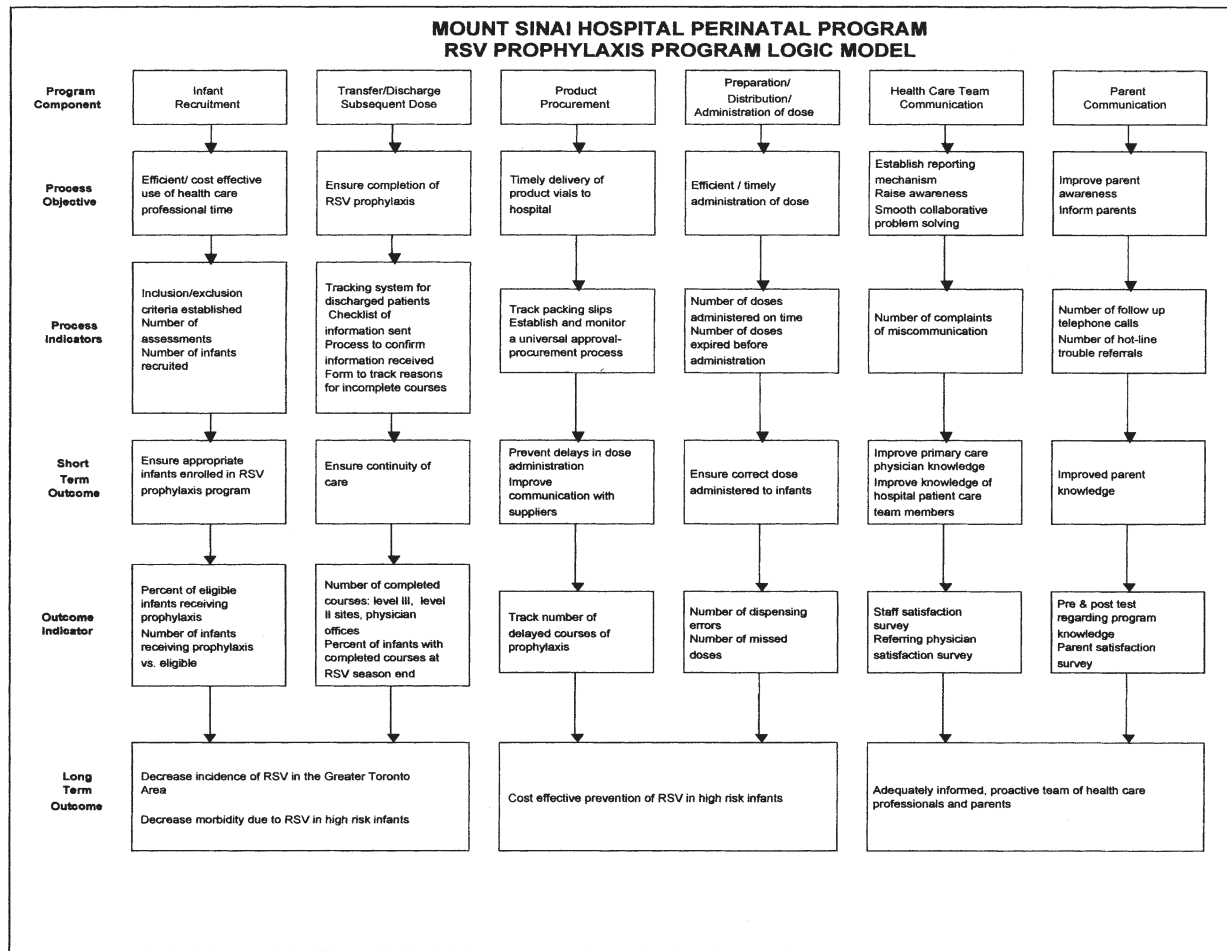 MOUNT SINAI HOSPITAL PERINATAL PROGRAM
RSV PROPHYLAXIS PROGRAM LOGIC MODEL
Program
Component
Infant
Recruitment
Transfer/Discharge
Subsequent Dose
Product
Procurement
Preparation/
Distribution/
Administration of dose
Health Care Team
Communication
Parent
Communication
Process
Objective
Efficient/ cost effective
use of health care
professional time
Ensure completion of
RSV prophylaxis
Timely delivery of
product vials to
hospital
Efficient / timely
administration of dose
Establish reporting
mechanism
Raise awareness
Smooth collaborative
problem solving
Improve parent
awareness
Inform parents
Process
Indicators
Inclusion/exclusion
criteria established
Number of
assessments
Number of infants
recruited
Tracking system for
discharged patients
Checklist of
information sent
Process to confirm
information received
Form to track reasons
for incomplete courses
Track packing slips
Establish and monitor
a universal approval-
procurement process
Number of doses
administered on time
Number of doses
expired before
administration
Number of complaints
of miscommunication
Number of follow up
telephone calls
Number of hot-line
trouble referrals
Short
Term
Outcome
Ensure appropriate
infants enrolled in RSV
prophylaxis program
Ensure continuity of
care
Prevent delays in dose
administration
Improve
communication with
suppliers
Ensure correct dose
administered to infants
Improve primary care
physician knowledge
Improve knowledge of
hospital patient care
team members
Improved parent
knowledge
Outcome
Indicator
Percent of eligible
infants receiving
prophylaxis
Number of infants
receiving prophylaxis
vs. eligible
Number of completed
courses: level III, level
II sites, physician
offices
Percent of infants with
completed courses at
RSV season end
Track number of
delayed courses of
prophylaxis
Number of dispensing
errors
Number of missed
doses
Staff satisfaction
survey
Referring physician
satisfaction survey
Pre & post test
regarding program
knowledge
Parent satisfaction
survey
Long
Term
Outcome
Decrease incidence of RSV in the Greater Toronto
Area
Decrease morbidity due to RSV in high risk infants
Cost effective prevention of RSV in high risk infants
Adequately informed, proactive team of health care
professionals and parents